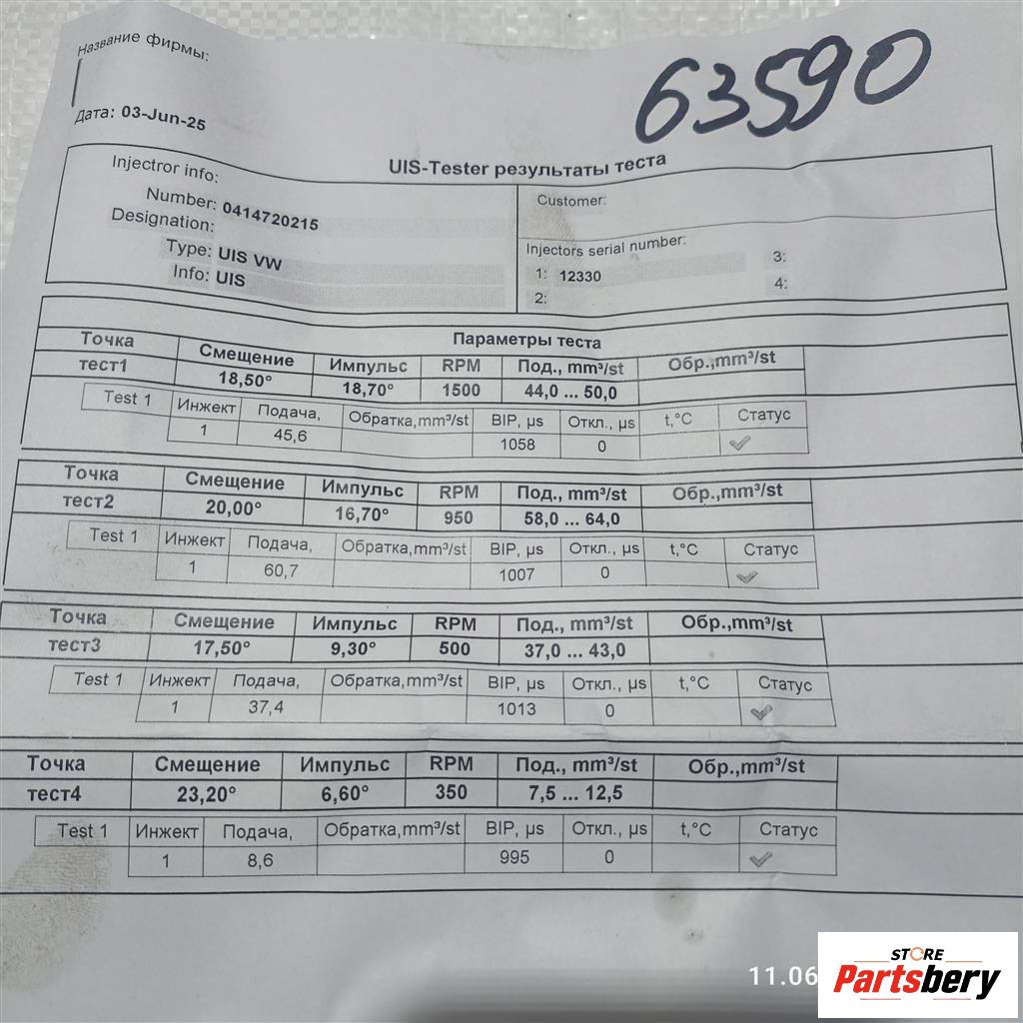 Название фирмы:
63590
Дата: 03-Jun-25
UIS-Tester результаты теста
Injectror info:
Number: 0414720215
Designation:
Type: UIS VW
Info: UIS
Customer:
Injectors serial number:
1: 12330
3:
2:
4:
Параметры теста
Точка Смещение Импульс RPM Под., mm³/st Обр.,mm³/st
тест1 18,50° 18,70° 1500 44,0 ... 50,0
Test 1 Инжект Подача, Обратка,mm³/st BIP, µs Откл., µs t,°C Статус
1 45,6 1058 0 ✓
Точка Смещение Импульс RPM Под., mm³/st Обр.,mm³/st
тест2 20,00° 16,70° 950 58,0 ... 64,0
Test 1 Инжект Подача, Обратка,mm³/st BIP, µs Откл., µs t,°C Статус
1 60,7 1007 0 ✓
Точка Смещение Импульс RPM Под., mm³/st Обр.,mm³/st
тест3 17,50° 9,30° 500 37,0 ... 43,0
Test 1 Инжект Подача, Обратка,mm³/st BIP, µs Откл., µs t,°C Статус
1 37,4 1013 0 ✓
Точка Смещение Импульс RPM Под., mm³/st Обр.,mm³/st
тест4 23,20° 6,60° 350 7,5 ... 12,5
Test 1 Инжект Подача, Обратка,mm³/st BIP, µs Откл., µs t,°C Статус
1 8,6 995 0 ✓
11.06
STORE
Partsbery